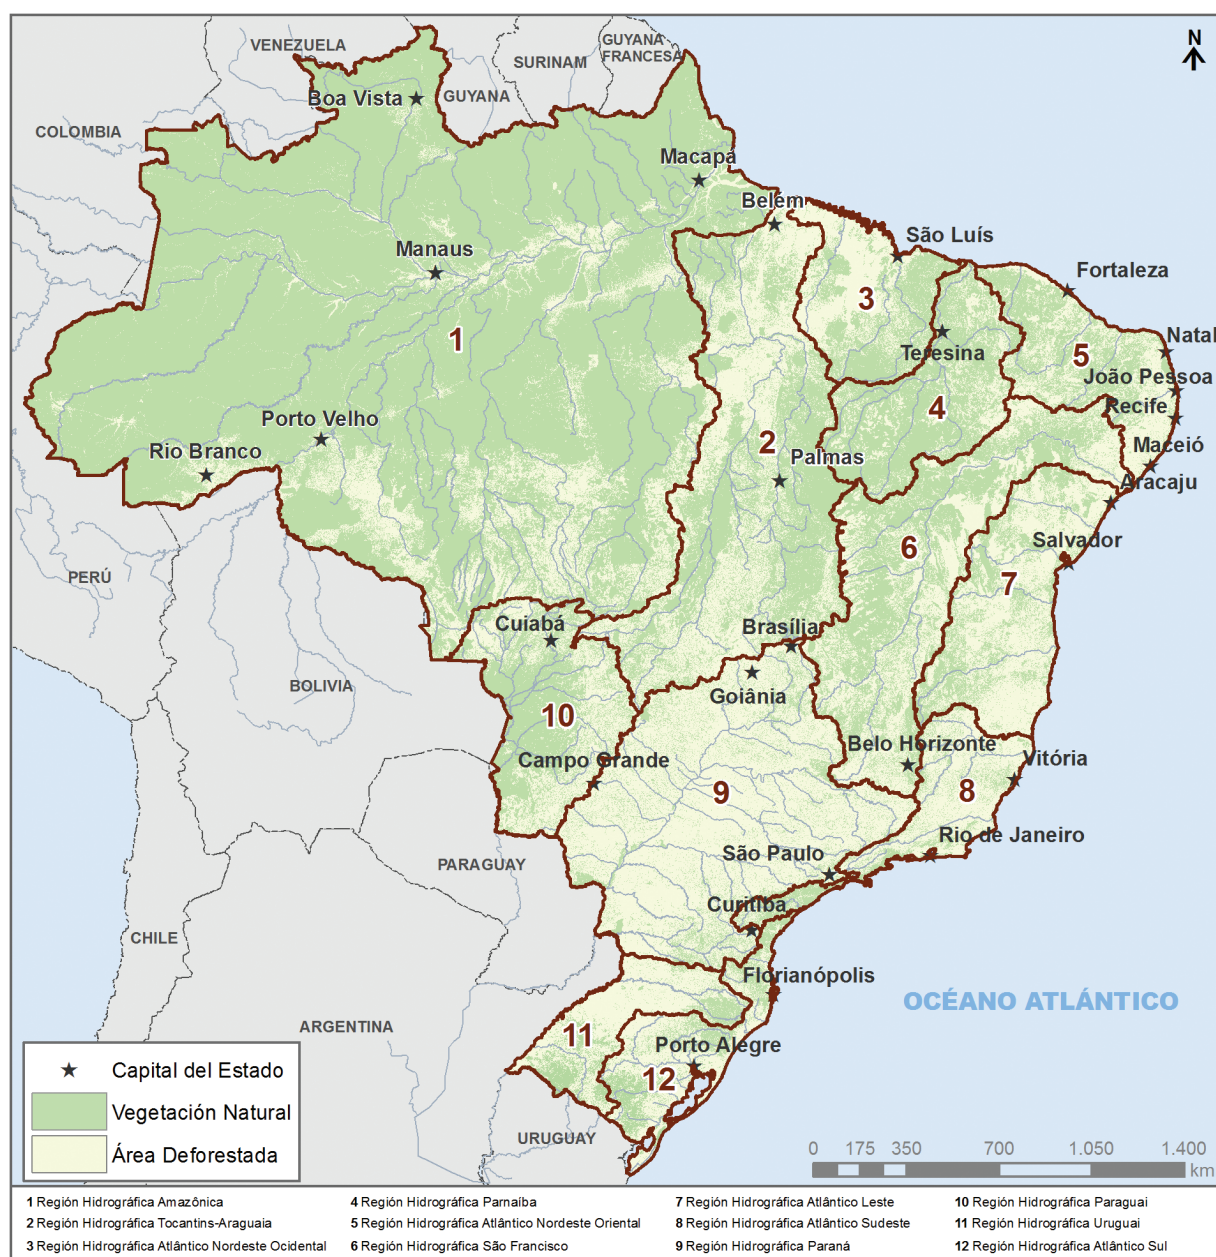 N
VENEZUELA
GUYANA
FRANCESA
SURINAM
Boa Vista
GUYANA
COLOMBIA
Macapá
Belém
São Luís
Manaus
Fortaleza
3
1
Natal
Teresina
5
João Pessoa
4
Recife
Porto Velho
2
Maceió
Rio Branco
Palmas
Aracaju
6
Salvador
PERÚ
7
Cuiabá
Brasília
BOLIVIA
Goiânia
10
Belo Horizonte
Campo Grande
Vitória
9
8
Rio de Janeiro
São Paulo
PARAGUAY
Curitiba
CHILE
Florianópolis
OCÉANO ATLÁNTICO
ARGENTINA
11
Porto Alegre
12
URUGUAY
Capital del Estado
Vegetación Natural
Área Deforestada
0 175 350 700 1.050 1.400
km
1 Región Hidrográfica Amazônica
2 Región Hidrográfica Tocantins-Araguaia
3 Región Hidrográfica Atlântico Nordeste Ocidental
4 Región Hidrográfica Parnaíba
5 Región Hidrográfica Atlântico Nordeste Oriental
6 Región Hidrográfica São Francisco
7 Región Hidrográfica Atlântico Leste
8 Región Hidrográfica Atlântico Sudeste
9 Región Hidrográfica Paraná
10 Región Hidrográfica Paraguai
11 Región Hidrográfica Uruguai
12 Región Hidrográfica Atlântico Sul